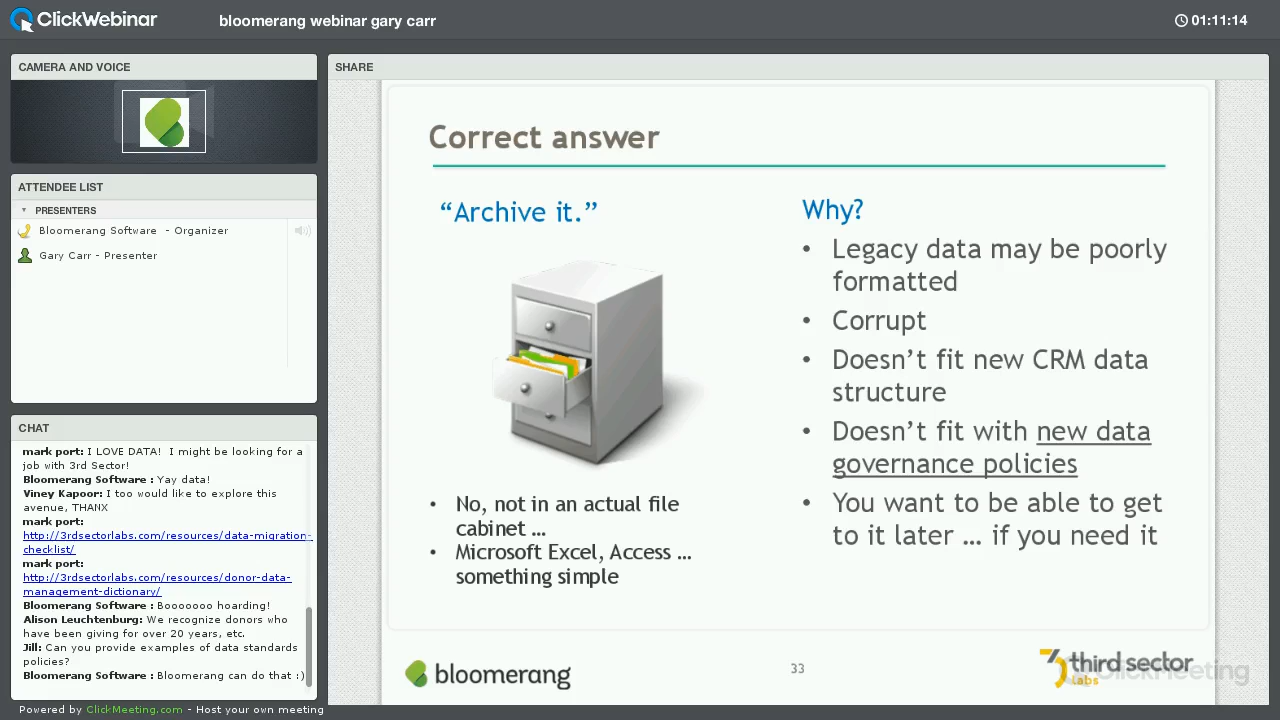 ClickWebinar
bloomerang webinar gary carr
01:11:14
CAMERA AND VOICE
ATTENDEE LIST
PRESENTERS
Bloomerang Software - Organizer
Gary Carr - Presenter
CHAT
mark port: I LOVE DATA! I might be looking for a
job with 3rd Sector!
Bloomerang Software : Yay data!
Viney Kapoor: I too would like to explore this
avenue, THANX
mark port:
http://3rdsectorlabs.com/resources/data-migration-
checklist/
mark port:
http://3rdsectorlabs.com/resources/donor-data-
management-dictionary/
Bloomerang Software : Booooooo hoarding!
Alison Leuchtenburg: We recognize donors who
have been giving for over 20 years, etc.
Jill: Can you provide examples of data standards
policies?
Bloomerang Software : Bloomerang can do that :)
Powered by ClickMeeting.com - Host your own meeting
SHARE
Correct answer
“Archive it.”
• No, not in an actual file
cabinet …
• Microsoft Excel, Access …
something simple
Why?
• Legacy data may be poorly
formatted
• Corrupt
• Doesn’t fit new CRM data
structure
• Doesn’t fit with new data
governance policies
• You want to be able to get
to it later … if you need it
bloomerang
33
3 third sector
labs
ClickMeeting